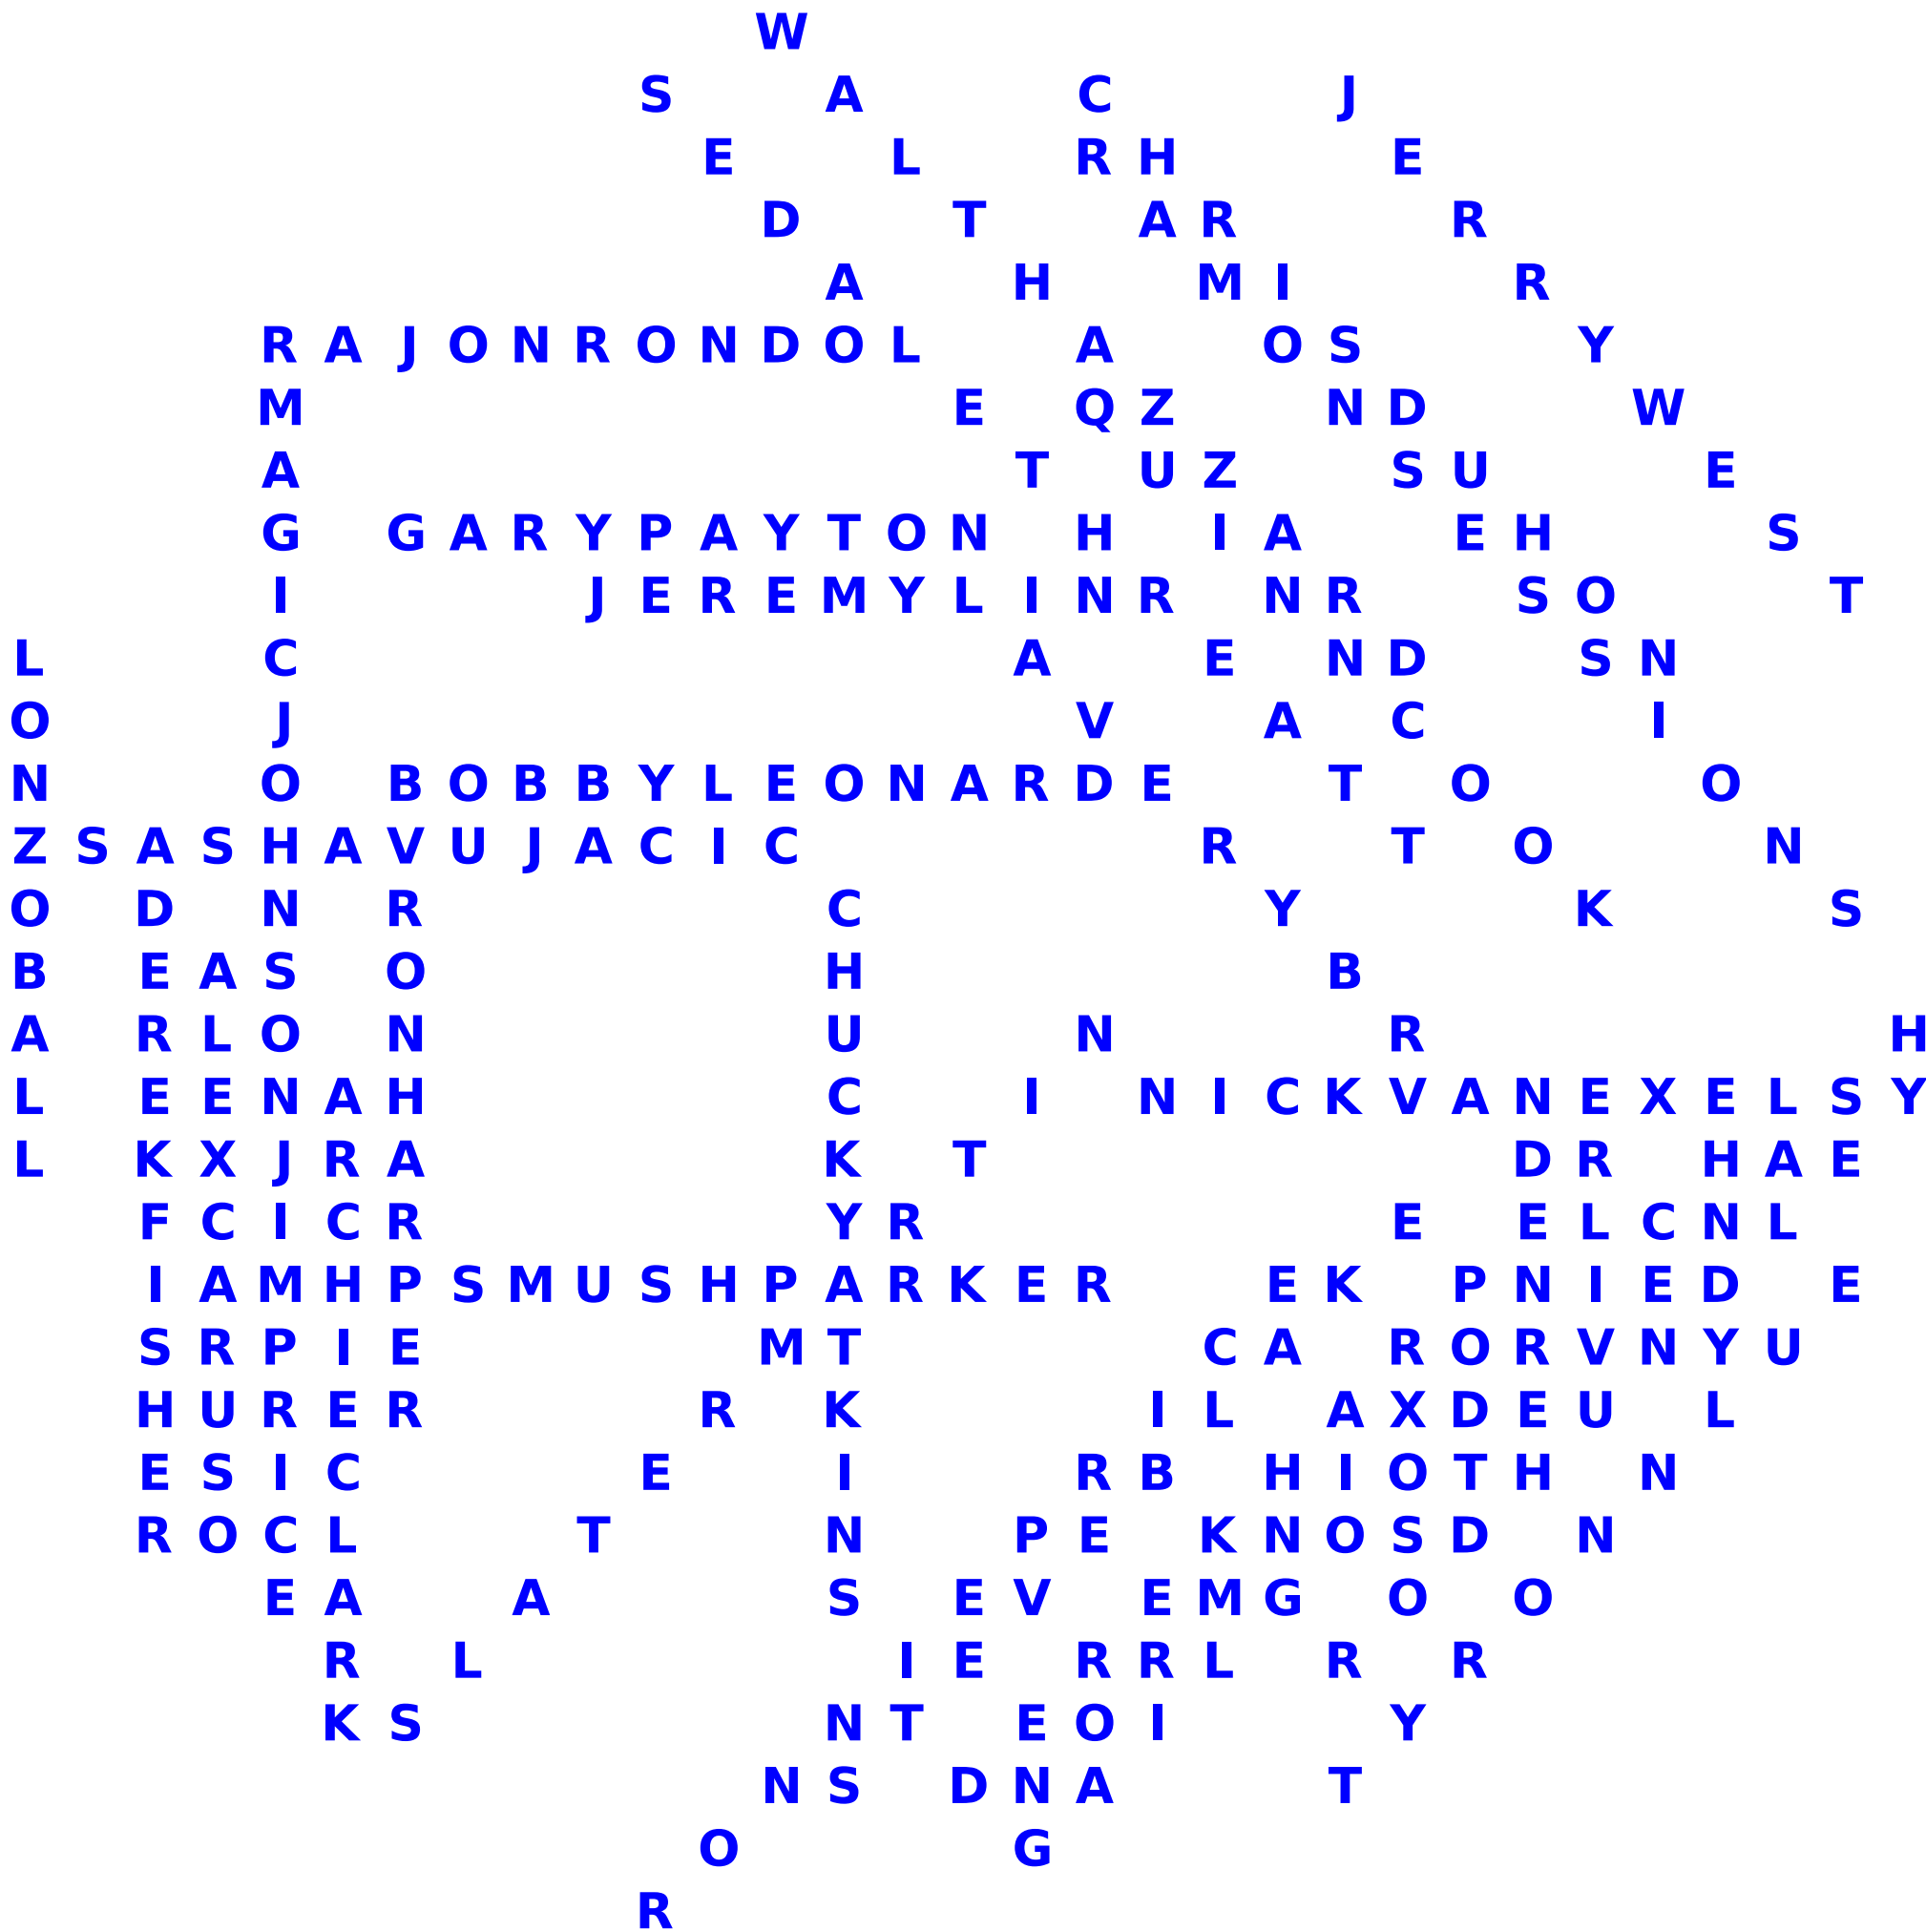 W
S A C J
E L R H E
D T A R R
A H M I R
R A J O N R O N D O L A O S Y
M E Q Z N D W
A T U Z S U E
G G A R Y P A Y T O N H I A E H S
I J E R E M Y L I N R N R S O T
L C A E N D S N
O J V A C I
N O B O B B Y L E O N A R D E T O O
Z S A S H A V U J A C I C R T O N
O D N R C Y K S
B E A S O H B
A R L O N U N R H
L E E N A H C I N I C K V A N E X E L S Y
L K X J R A K T D R H A E
F C I C R Y R E E L C N L
I A M H P S M U S H P A R K E R E K P N I E D E
S R P I E M T C A R O R V N Y U
H U R E R R K I L A X D E U L
E S I C E I R B H I O T H N
R O C L T N P E K N O S D N
E A A S E V E M G O O
R L I E R R L R R
K S N T E O I Y
N S D N A T
O G
R